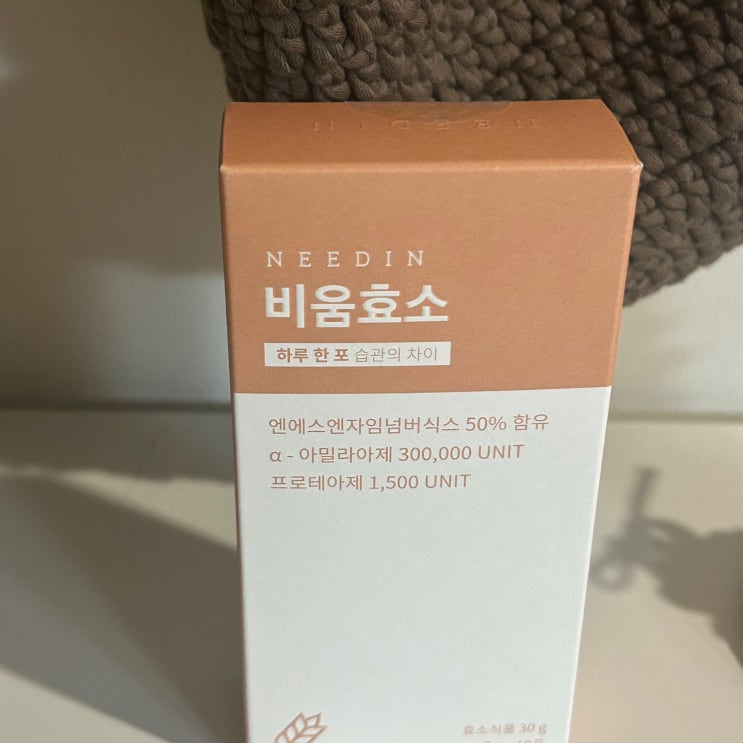 NEEDIN
NEEDIN
비움효소
하루 한 포 습관의 차이
엔에스엔자임넘버식스 50% 함유
α - 아밀라아제 300,000 UNIT
프로테아제 1,500 UNIT
효소식품 30 g